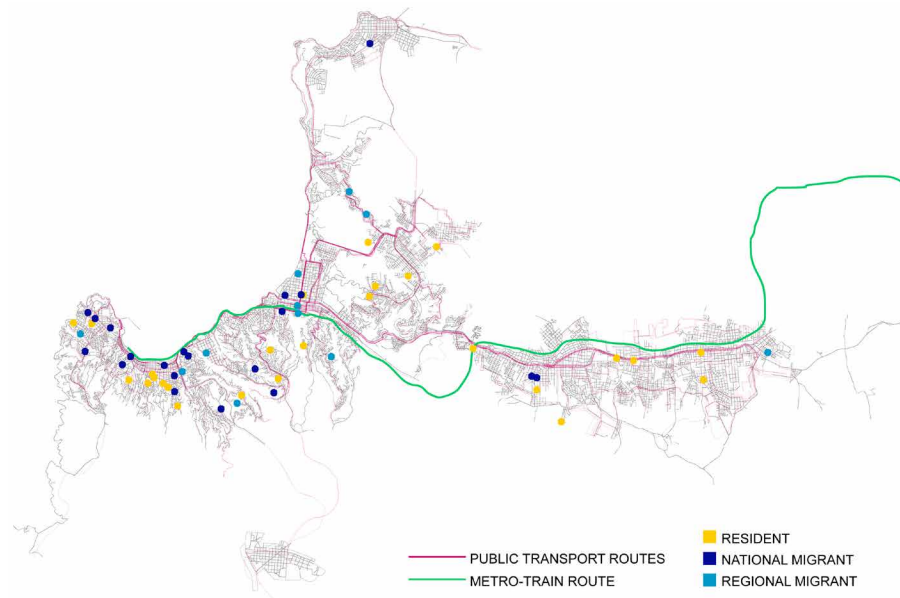 PUBLIC TRANSPORT ROUTES
METRO-TRAIN ROUTE
RESIDENT
NATIONAL MIGRANT
REGIONAL MIGRANT